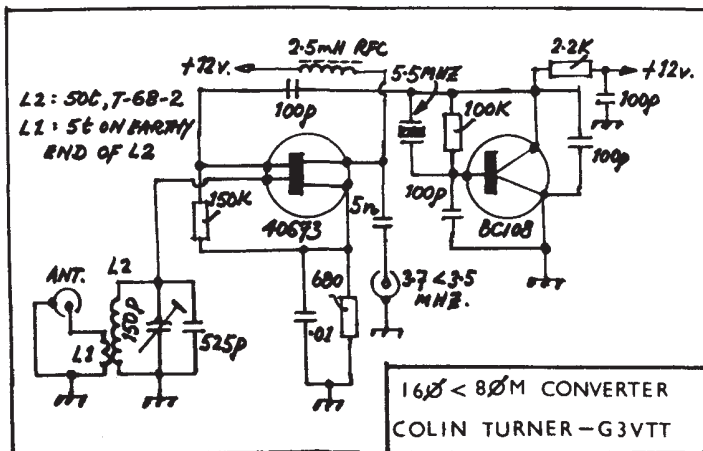 2.5mH RFC
+12v.
100p
5.5MHZ
2.2K
+12v.
100p
100K
100p
L2: 50t, T-68-2
L1: 5t ON EARTHY
END OF L2
150K
40673
100p
5n
BC108
ANT.
L2
L1
150p
525p
.01
680
3.7<3.5
MHZ.
16Ø < 8ØM CONVERTER
COLIN TURNER-G3VTT